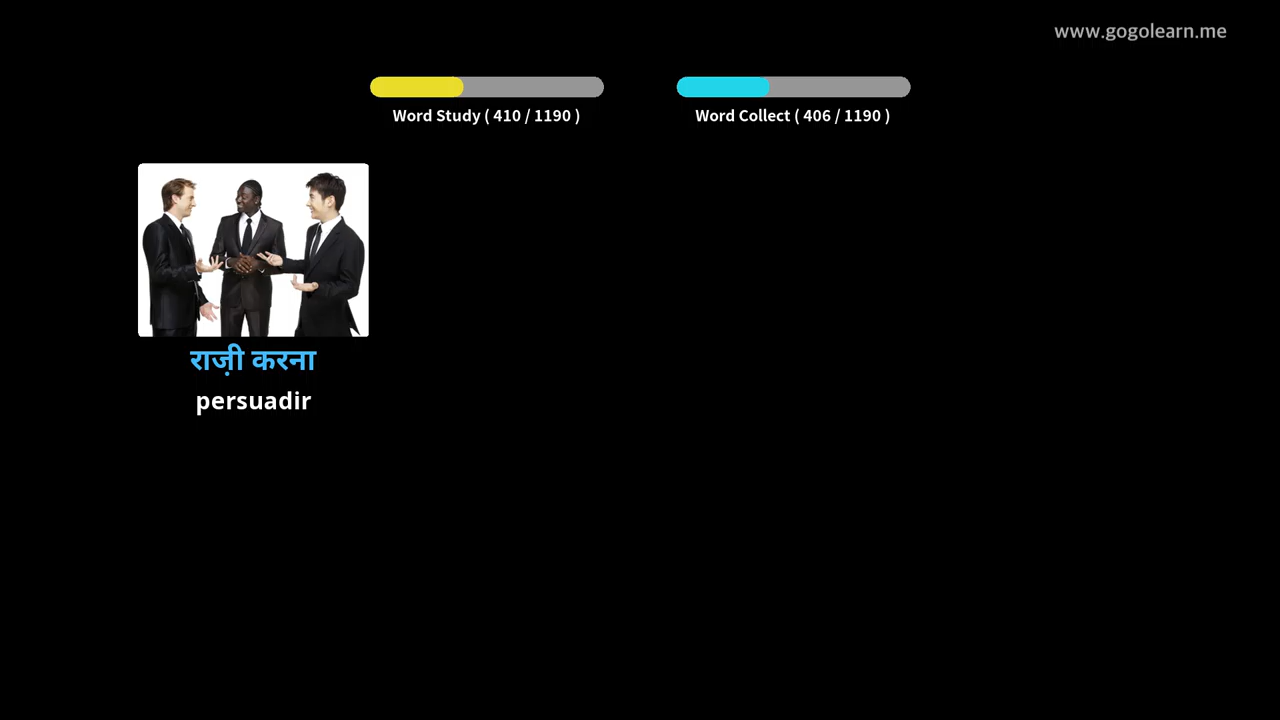 www.gogolearn.me
Word Study ( 410 / 1190 )
Word Collect ( 406 / 1190 )
राज़ी करना
persuadir